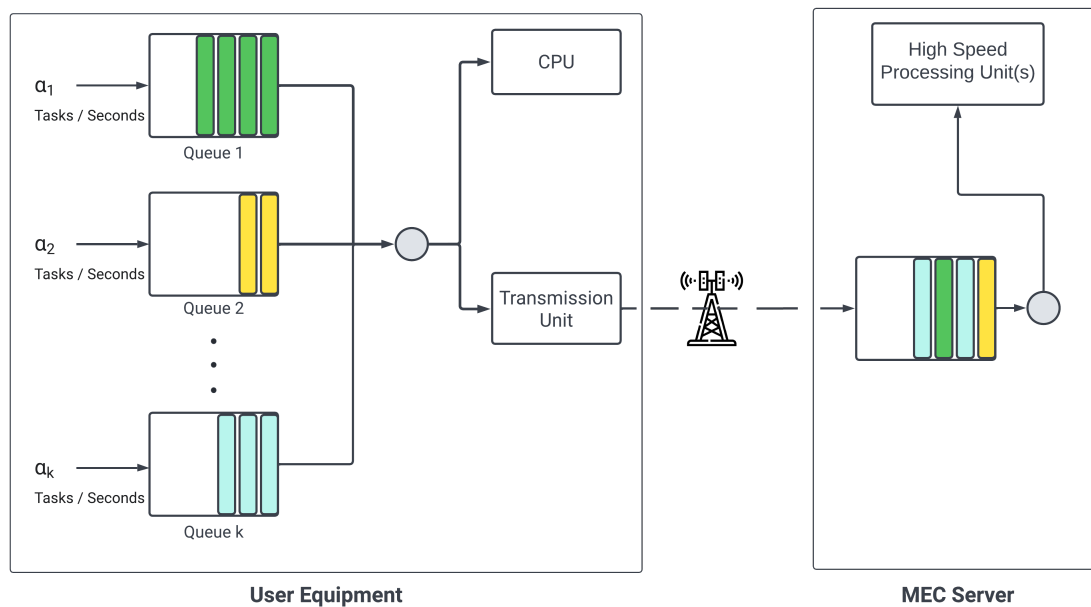 α1
Tasks / Seconds
Queue 1
α2
Tasks / Seconds
Queue 2
αk
Tasks / Seconds
Queue k
CPU
Transmission
Unit
High Speed
Processing Unit(s)
User Equipment
MEC Server